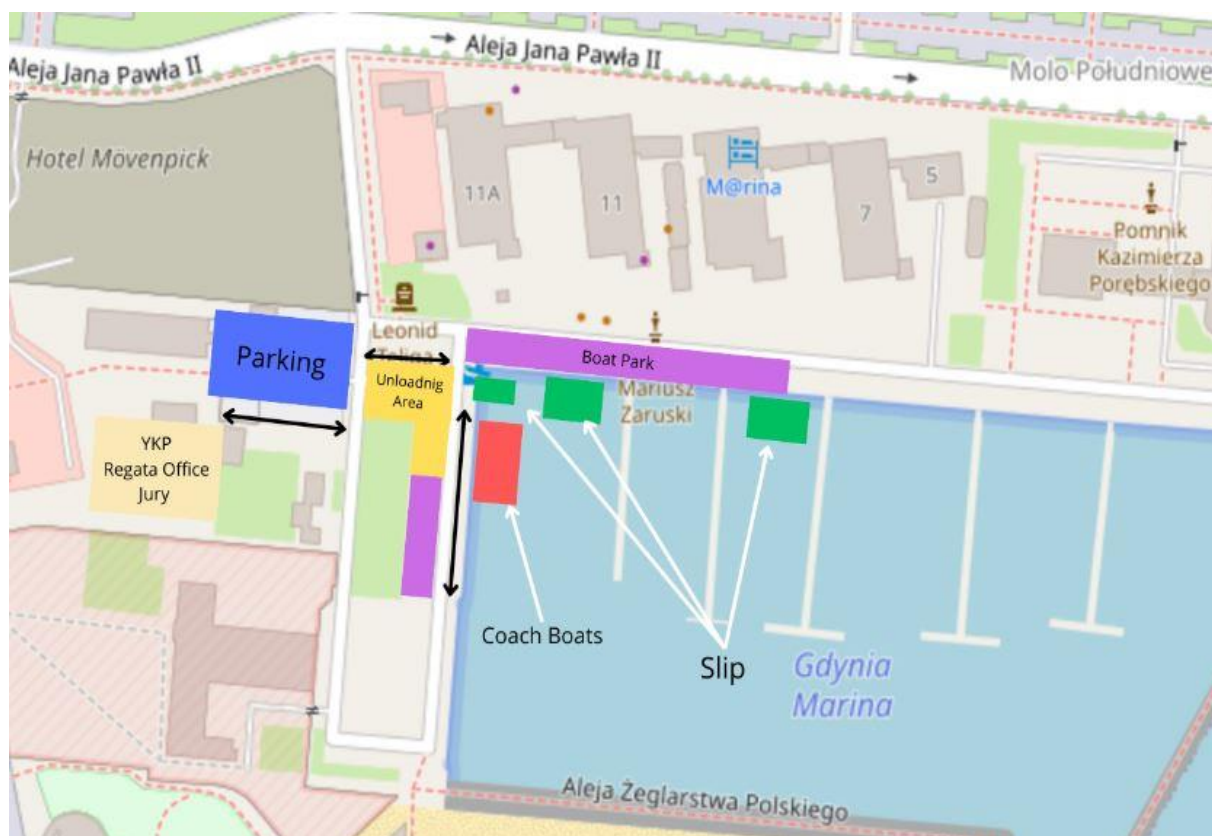 Aleja Jana Pawła II
Aleja Jana Pawła II
Molo Południowe
Hotel Mövenpick
11A
11
M@rina
7
5
Pomnik
Kazimierza
Porębskiego
Leonid
Teliga
Parking
Unloadnig
Area
Boat Park
Mariusz
Zaruski
YKP
Regata Office
Jury
Coach Boats
Slip
Gdynia
Marina
Aleja Żeglarstwa Polskiego